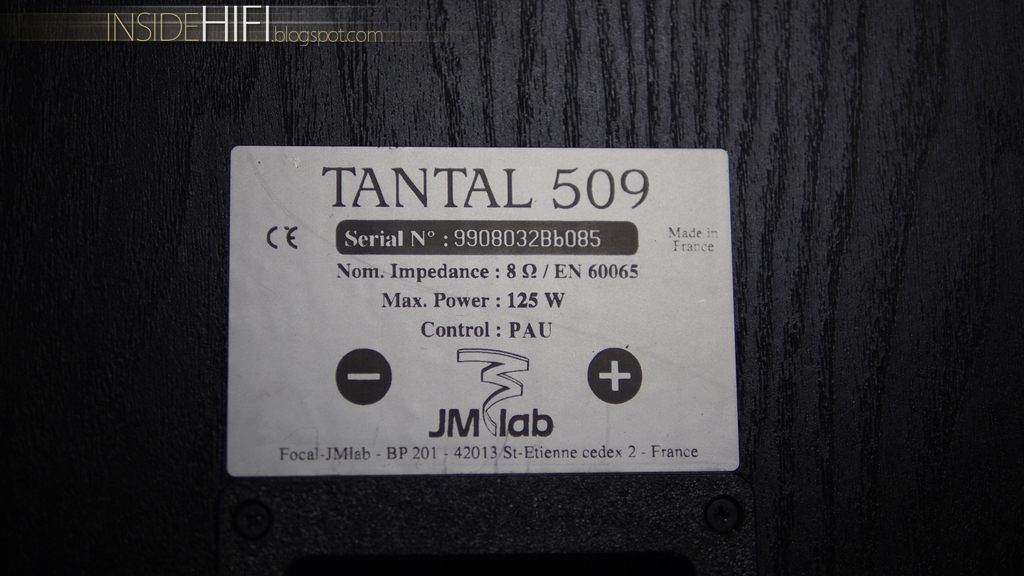 INSIDEHIFI.blogspot.com
TANTAL 509
CE
Serial N° : 9908032Bb085
Made in
France
Nom. Impedance : 8 Ω / EN 60065
Max. Power : 125 W
Control : PAU
− +
JMlab
Focal-JMlab - BP 201 - 42013 St-Etienne cedex 2 - France